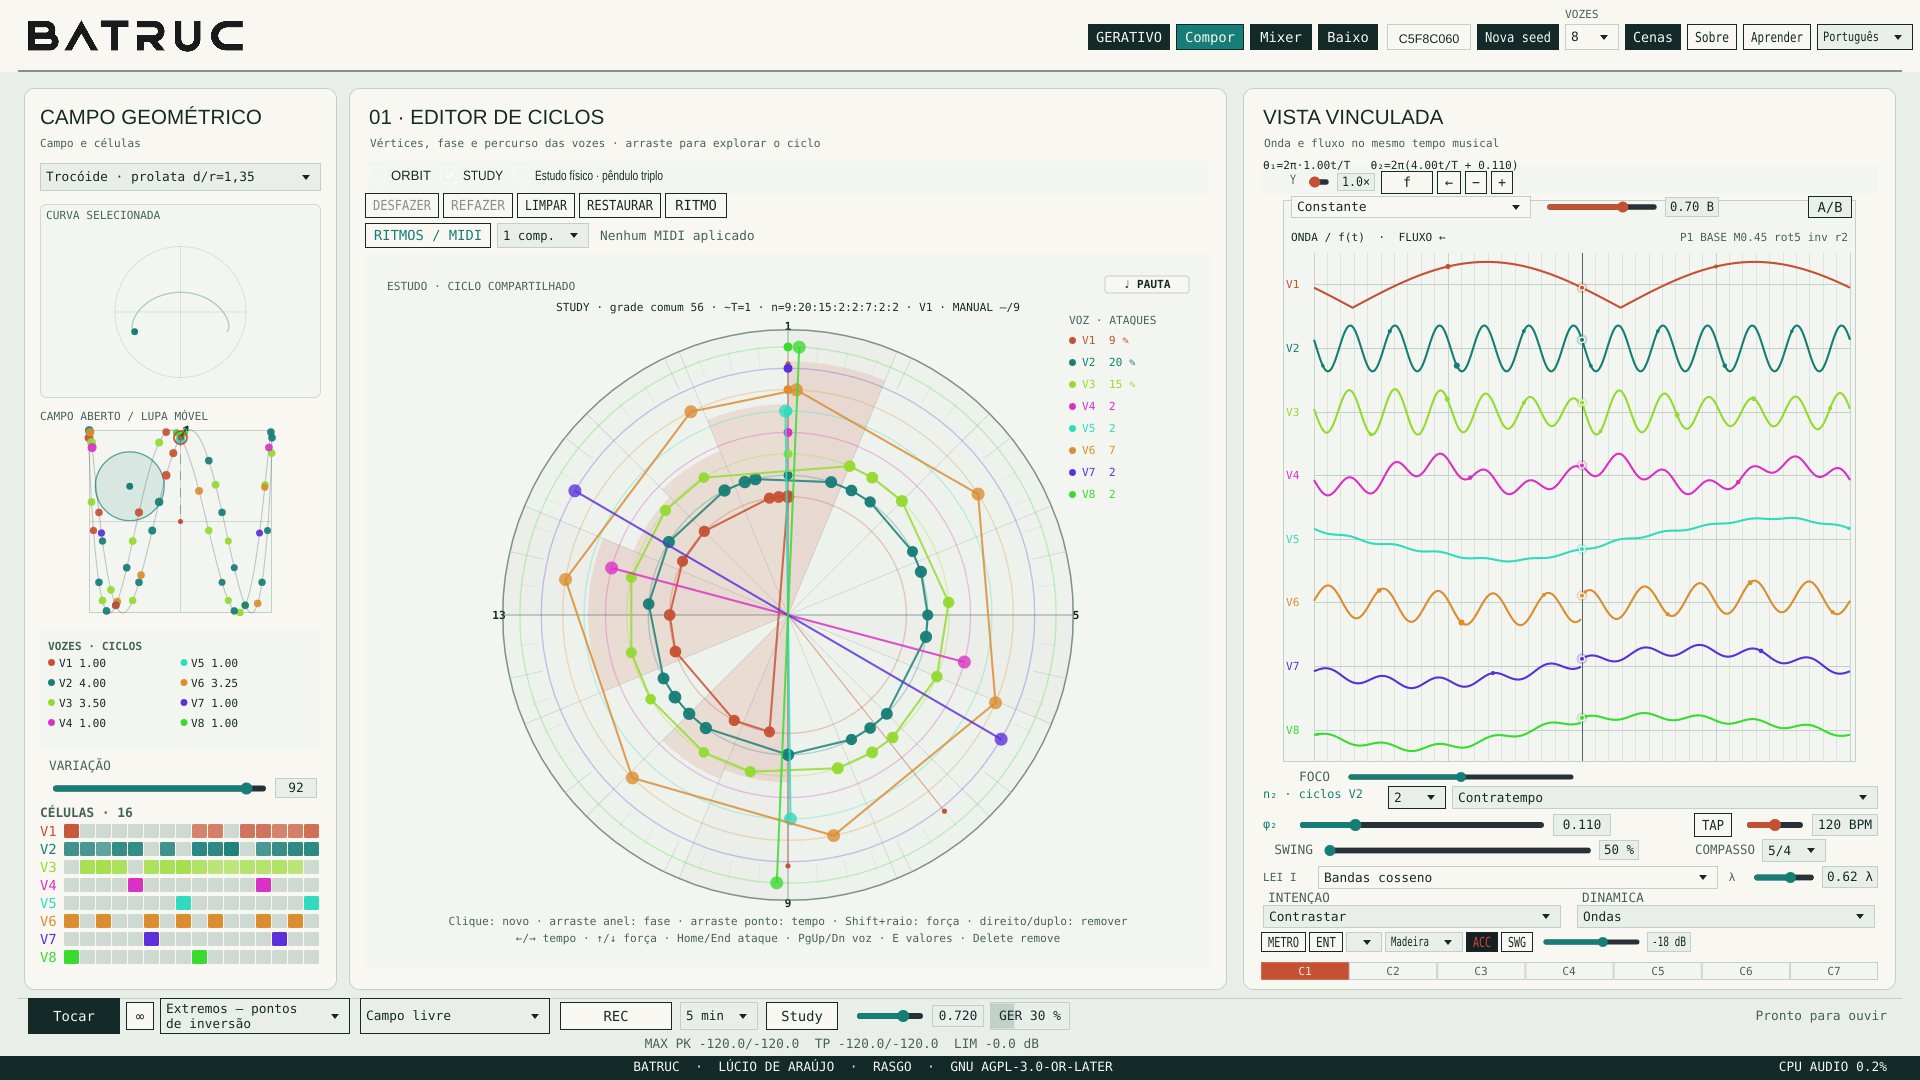 BATRUC
VOZES
GERATIVO Compor Mixer Baixo C5F8C060 Nova seed 8 Cenas Sobre Aprender Português
CAMPO GEOMÉTRICO
Campo e células
Trocóide · prolata d/r=1,35
CURVA SELECIONADA
CAMPO ABERTO / LUPA MÓVEL
VOZES · CICLOS
V1 1.00 V5 1.00
V2 4.00 V6 3.25
V3 3.50 V7 1.00
V4 1.00 V8 1.00
VARIAÇÃO
92
CÉLULAS · 16
V1
V2
V3
V4
V5
V6
V7
V8
01 · EDITOR DE CICLOS
Vértices, fase e percurso das vozes · arraste para explorar o ciclo
ORBIT STUDY Estudo físico · pêndulo triplo
DESFAZER REFAZER LIMPAR RESTAURAR RITMO
RITMOS / MIDI 1 comp. Nenhum MIDI aplicado
ESTUDO · CICLO COMPARTILHADO
♩ PAUTA
STUDY · grade comum 56 · ~T=1 · n=9:20:15:2:2:7:2:2 · V1 · MANUAL —/9
VOZ · ATAQUES
V1 9 ✎
V2 20 ✎
V3 15 ✎
V4 2
V5 2
V6 7
V7 2
V8 2
1
13
5
9
Clique: novo · arraste anel: fase · arraste ponto: tempo · Shift+raio: força · direito/duplo: remover
←/→ tempo · ↑/↓ força · Home/End ataque · PgUp/Dn voz · E valores · Delete remove
VISTA VINCULADA
Onda e fluxo no mesmo tempo musical
θ₁=2π·1.00t/T θ₂=2π(4.00t/T + 0.110)
Y 1.0× f ← − +
Constante 0.70 B A/B
ONDA / f(t) · FLUXO ← P1 BASE M0.45 rot5 inv r2
V1
V2
V3
V4
V5
V6
V7
V8
FOCO
n₂ · ciclos V2 2 Contratempo
φ₂ 0.110 TAP 120 BPM
SWING 50 % COMPASSO 5/4
LEI I Bandas cosseno λ 0.62 λ
INTENÇÃO DINAMICA
Contrastar Ondas
METRO ENT Madeira ACC SWG -18 dB
C1 C2 C3 C4 C5 C6 C7
Tocar ∞ Extremos — pontos
de inversão
Campo livre REC 5 min Study 0.720 GER 30 % Pronto para ouvir
MAX PK -120.0/-120.0 TP -120.0/-120.0 LIM -0.0 dB
BATRUC · LÚCIO DE ARAÚJO · RASGO · GNU AGPL-3.0-OR-LATER CPU AUDIO 0.2%